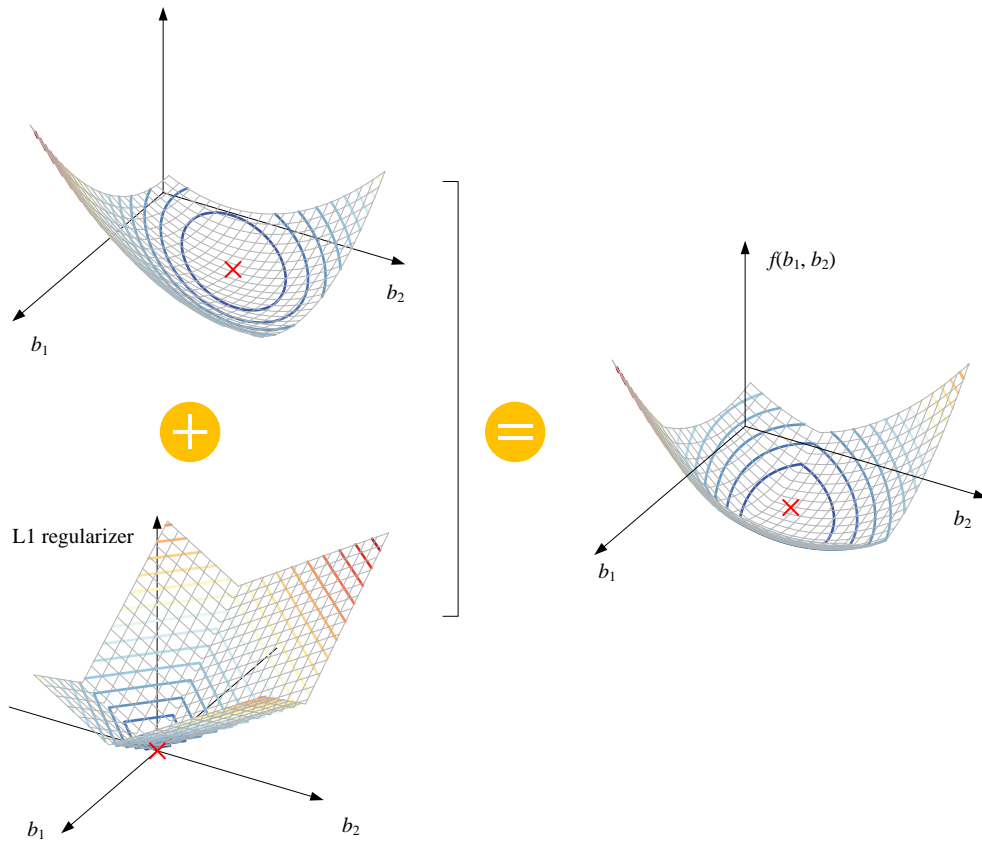 b₁
b₂
f(b₁, b₂)
b₁
b₂
L1 regularizer
b₁
b₂